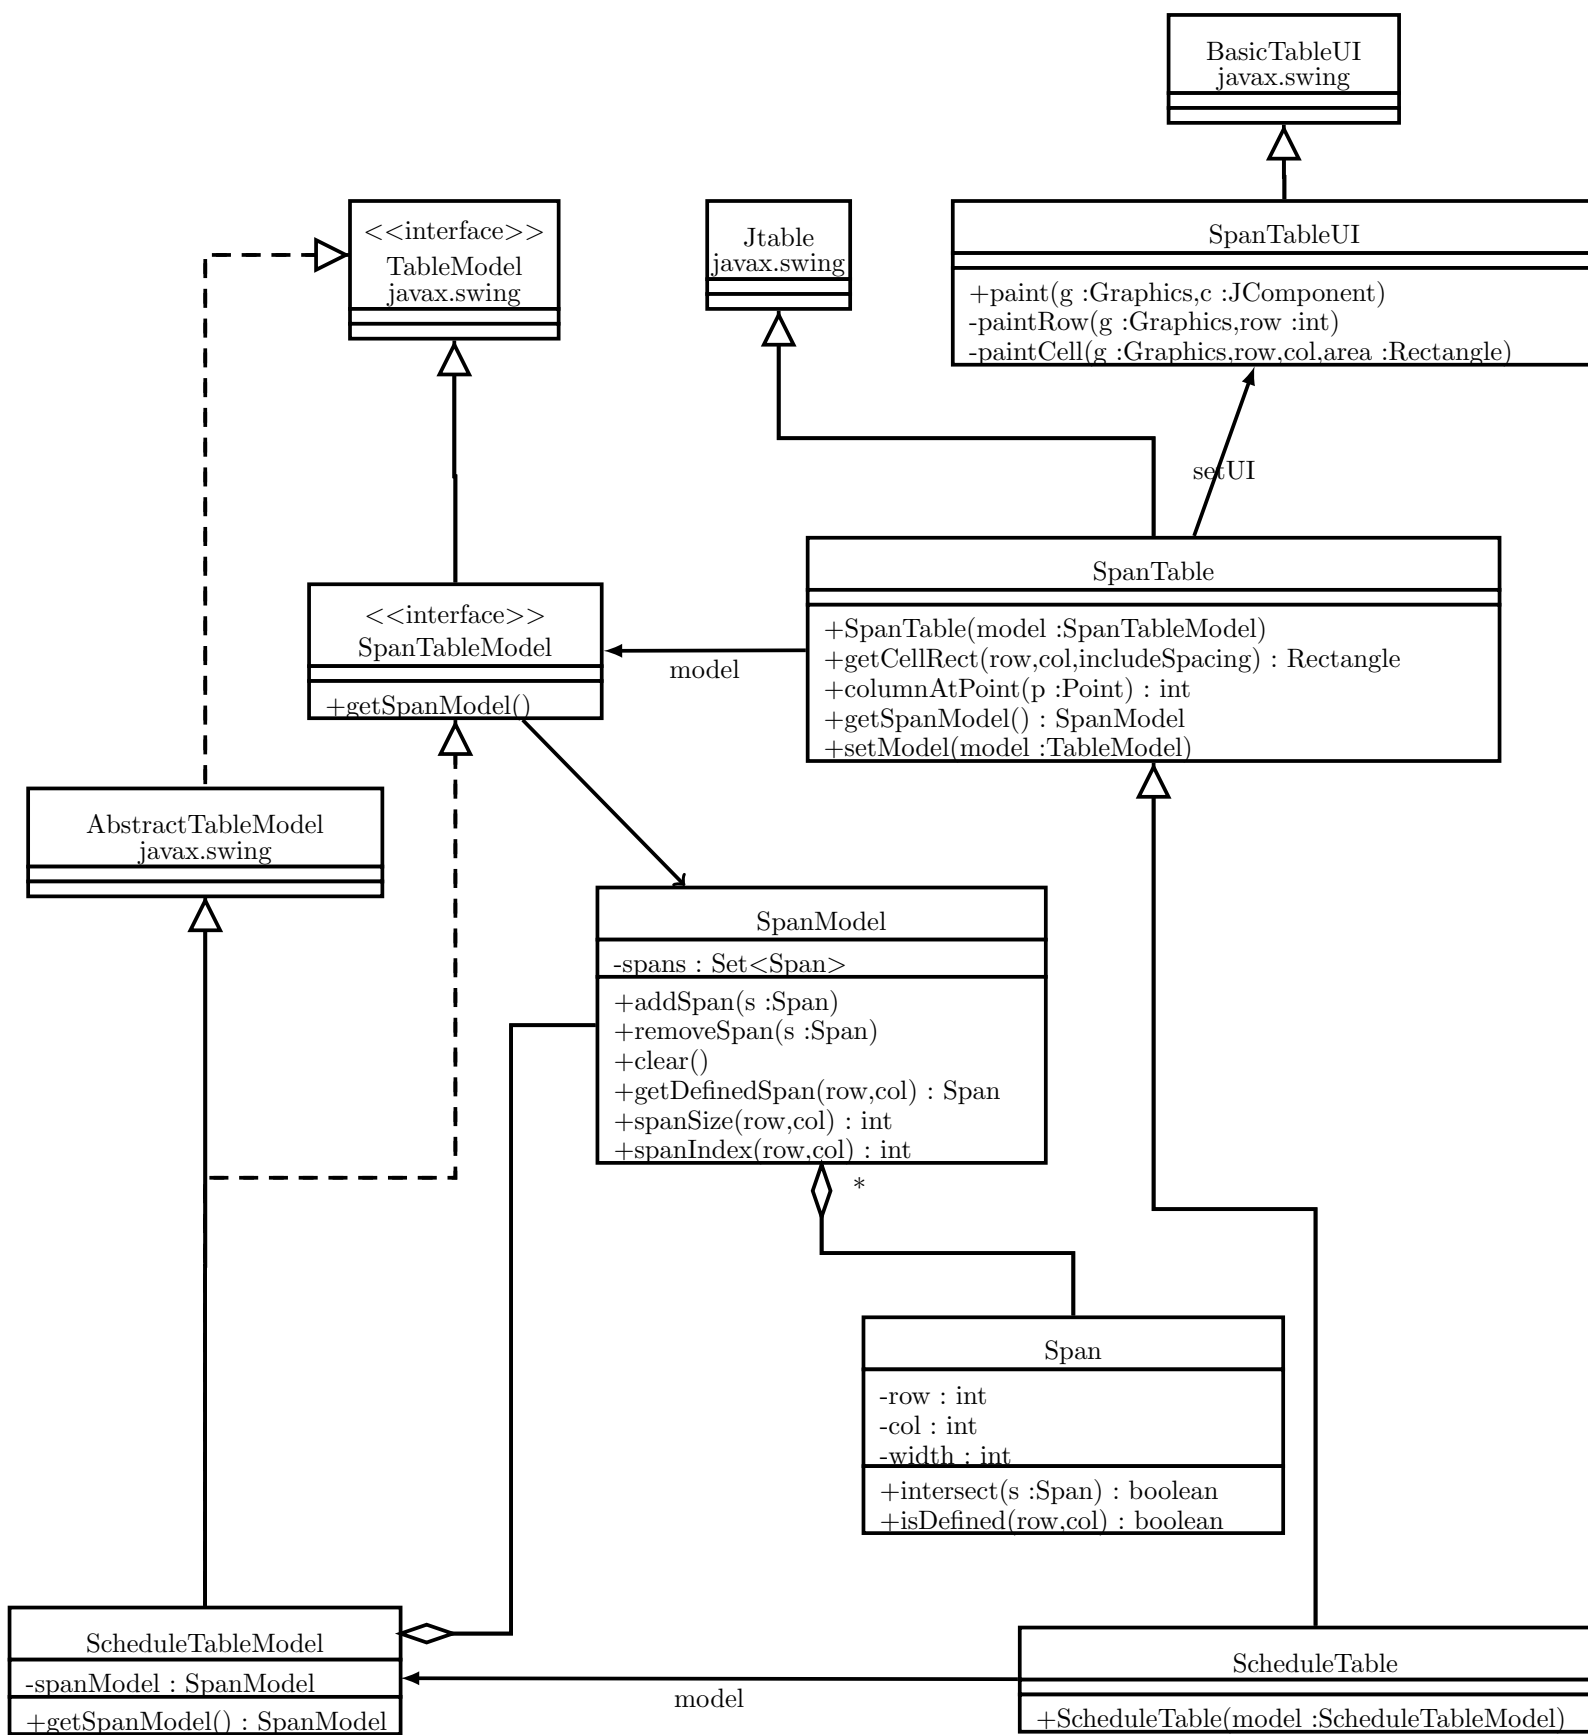 BasicTableUI
javax.swing
<<interface>>
TableModel
javax.swing
Jtable
javax.swing
SpanTableUI
+paint(g :Graphics,c :JComponent)
-paintRow(g :Graphics,row :int)
-paintCell(g :Graphics,row,col,area :Rectangle)
setUI
<<interface>>
SpanTableModel
+getSpanModel()
model
SpanTable
+SpanTable(model :SpanTableModel)
+getCellRect(row,col,includeSpacing) : Rectangle
+columnAtPoint(p :Point) : int
+getSpanModel() : SpanModel
+setModel(model :TableModel)
AbstractTableModel
javax.swing
SpanModel
-spans : Set<Span>
+addSpan(s :Span)
+removeSpan(s :Span)
+clear()
+getDefinedSpan(row,col) : Span
+spanSize(row,col) : int
+spanIndex(row,col) : int
*
Span
-row : int
-col : int
-width : int
+intersect(s :Span) : boolean
+isDefined(row,col) : boolean
ScheduleTableModel
-spanModel : SpanModel
+getSpanModel() : SpanModel
model
ScheduleTable
+ScheduleTable(model :ScheduleTableModel)